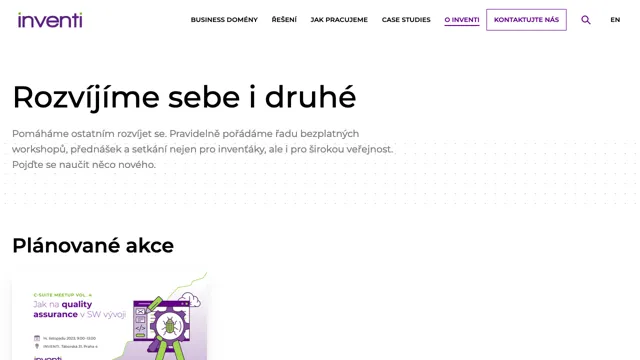 inventi
BUSINESS DOMÉNY ŘEŠENÍ JAK PRACUJEME CASE STUDIES O INVENTI KONTAKTUJTE NÁS EN
Rozvíjíme sebe i druhé
Pomáháme ostatním rozvíjet se. Pravidelně pořádáme řadu bezplatných
workshopů, přednášek a setkání nejen pro inventáky, ale i pro širokou veřejnost.
Pojďte se naučit něco nového.
Plánované akce
C-SUITE MEETUP VOL. 4
Jak na quality
assurance v SW vývoji
14. listopadu 2023, 9:00
INVENTI, Táborská 31, Praha 4
inventi